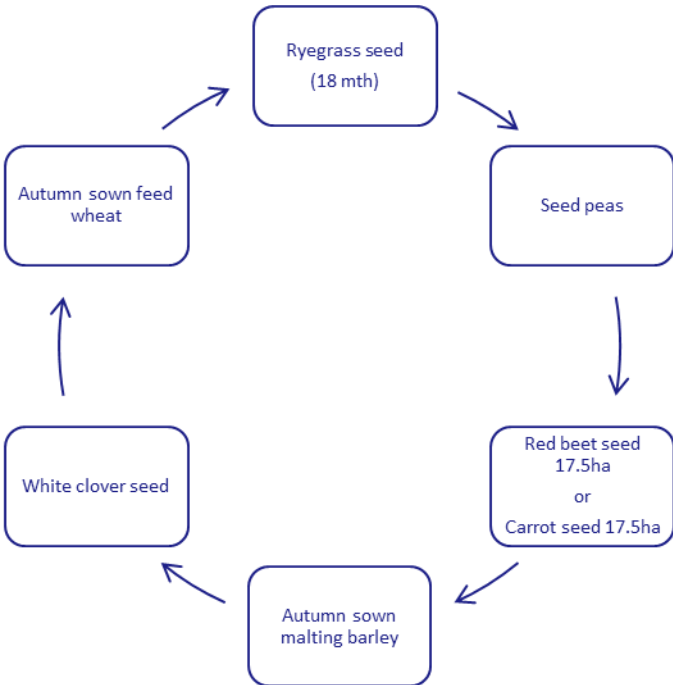 Ryegrass seed
(18 mth)
Seed peas
Red beet seed
17.5ha
or
Carrot seed 17.5ha
Autumn sown
malting barley
White clover seed
Autumn sown feed
wheat